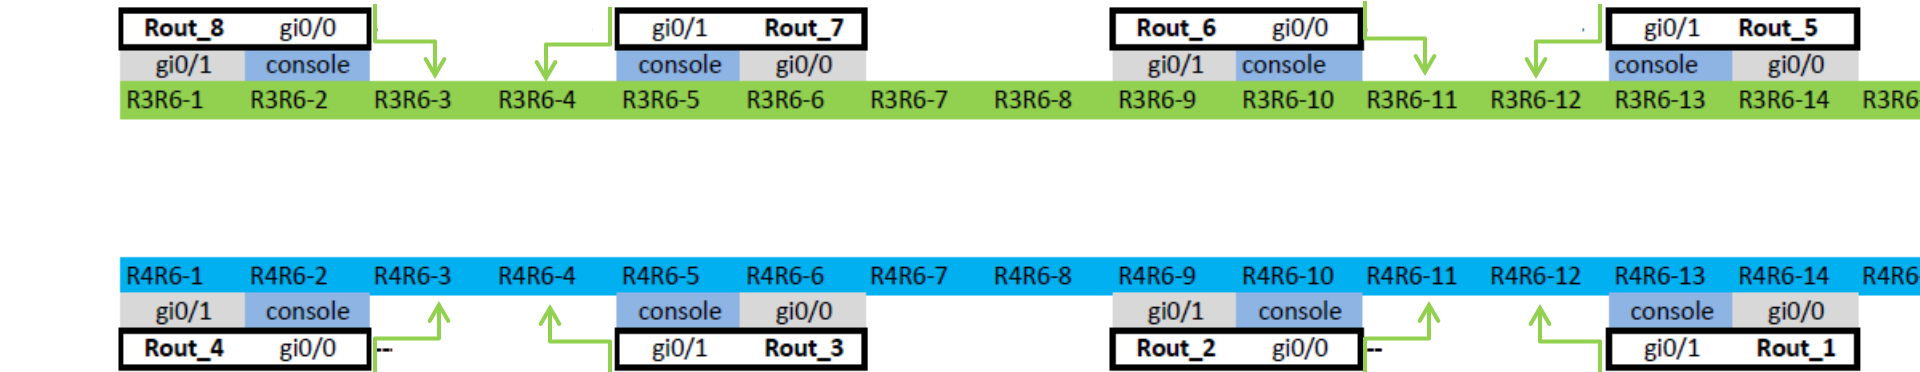 Rout_8 gi0/0 gi0/1 Rout_7 Rout_6 gi0/0 gi0/1 Rout_5
gi0/1 console console gi0/0 gi0/1 console console gi0/0
R3R6-1 R3R6-2 R3R6-3 R3R6-4 R3R6-5 R3R6-6 R3R6-7 R3R6-8 R3R6-9 R3R6-10 R3R6-11 R3R6-12 R3R6-13 R3R6-14 R3R6
R4R6-1 R4R6-2 R4R6-3 R4R6-4 R4R6-5 R4R6-6 R4R6-7 R4R6-8 R4R6-9 R4R6-10 R4R6-11 R4R6-12 R4R6-13 R4R6-14 R4R6
gi0/1 console console gi0/0 gi0/1 console console gi0/0
Rout_4 gi0/0 gi0/1 Rout_3 Rout_2 gi0/0 gi0/1 Rout_1